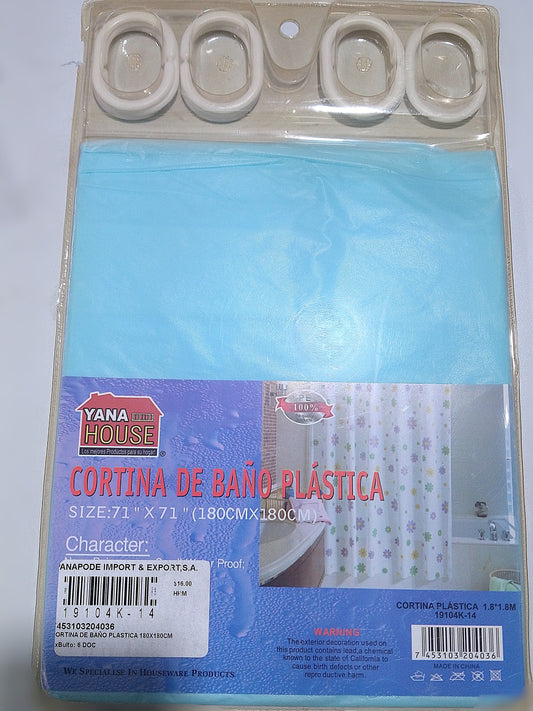 PE
100%
YANA
HOUSE
Los mejores Productos para su hogar
®
CORTINA DE BAÑO PLÁSTICA
SIZE:71"X71"(180CMX180CM)
Character:
r Proof;
ANAPODE IMPORT & EXPORT,S.A.
$16.00
HHM
19104K-14
453103204036
ORTINA DE BAÑO PLASTICA 180X180CM
xBulto: 6 DOC
WE SPECIALISE IN HOUSEWARE PRODUCTS
CORTINA PLÁSTICA 1.8*1.8M
19104K-14
WARNING
The exterior decoration used on
this product contains lead,a chemical
known to the state of California to
cause birth defects or other
reproductive harm.
7 453103 204036
MADE IN CHINA